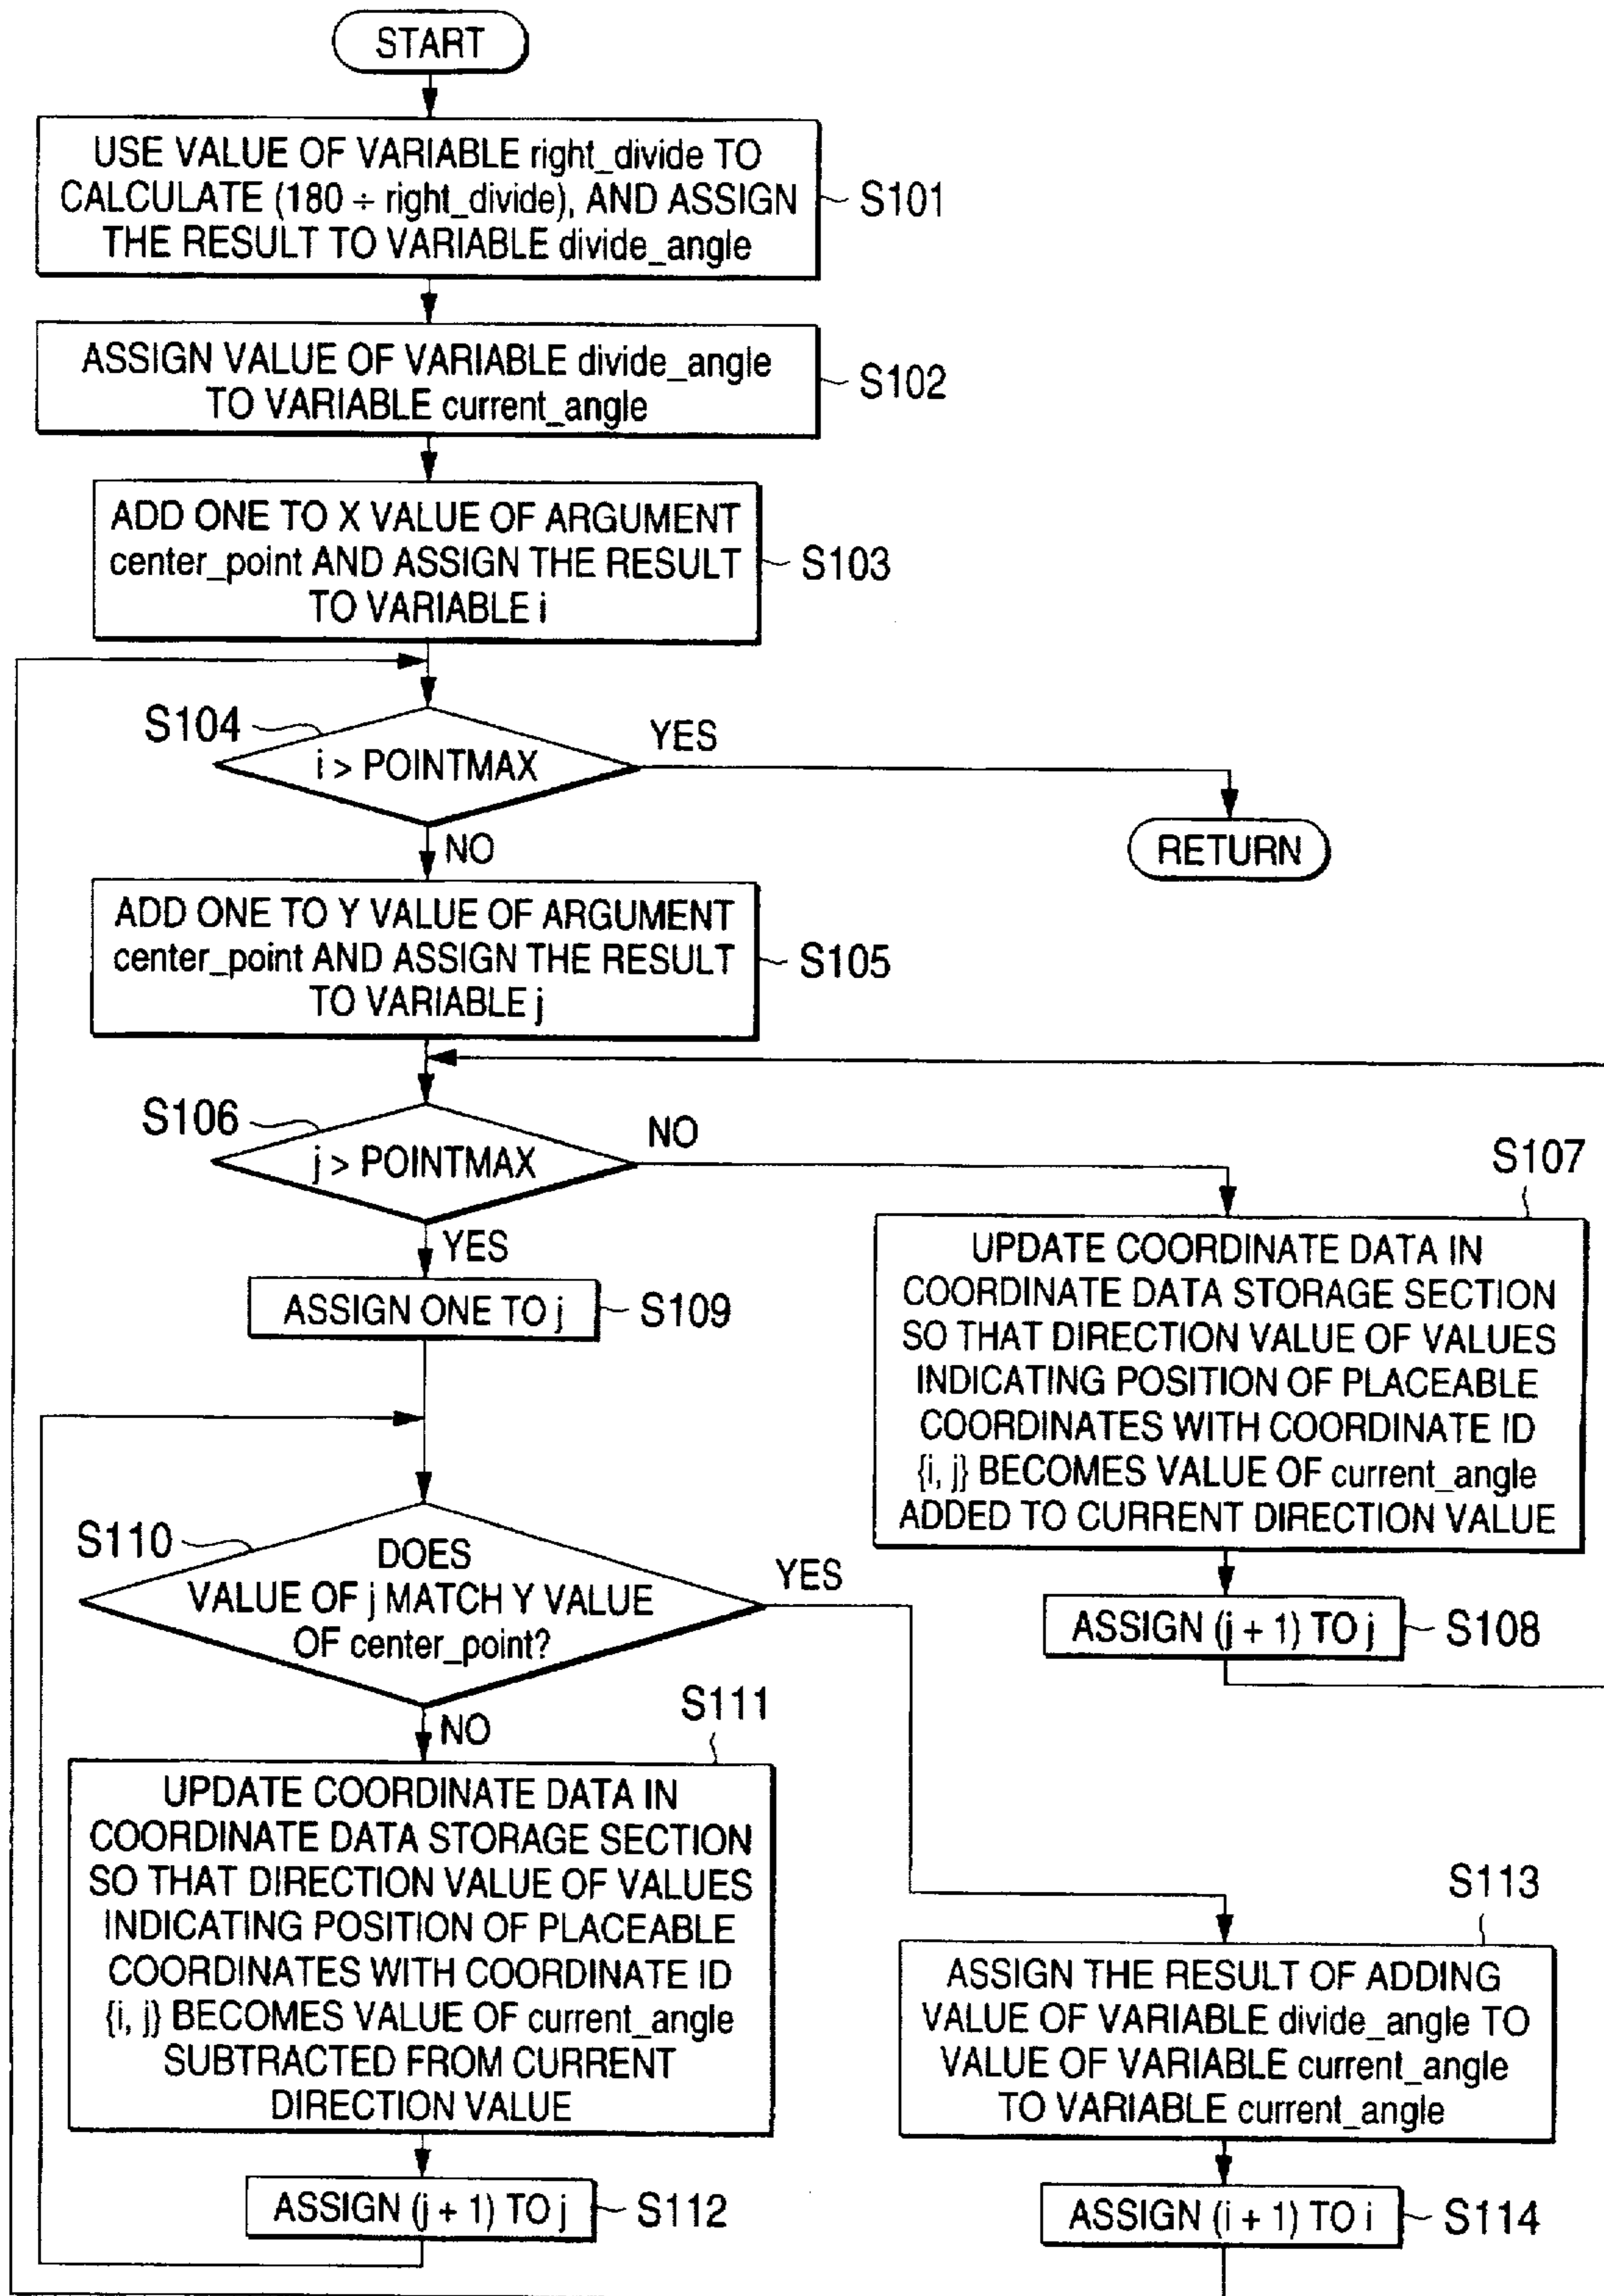 START
USE VALUE OF VARIABLE right_divide TO
CALCULATE (180 ÷ right_divide), AND ASSIGN
THE RESULT TO VARIABLE divide_angle
S101
ASSIGN VALUE OF VARIABLE divide_angle
TO VARIABLE current_angle
S102
ADD ONE TO X VALUE OF ARGUMENT
center_point AND ASSIGN THE RESULT
TO VARIABLE i
S103
S104
i > POINTMAX
YES
RETURN
NO
ADD ONE TO Y VALUE OF ARGUMENT
center_point AND ASSIGN THE RESULT
TO VARIABLE j
S105
S106
j > POINTMAX
NO
S107
UPDATE COORDINATE DATA IN
COORDINATE DATA STORAGE SECTION
SO THAT DIRECTION VALUE OF VALUES
INDICATING POSITION OF PLACEABLE
COORDINATES WITH COORDINATE ID
{i, j} BECOMES VALUE OF current_angle
ADDED TO CURRENT DIRECTION VALUE
ASSIGN (j + 1) TO j
S108
YES
ASSIGN ONE TO j
S109
S110
DOES
VALUE OF j MATCH Y VALUE
OF center_point?
YES
NO
S111
UPDATE COORDINATE DATA IN
COORDINATE DATA STORAGE SECTION
SO THAT DIRECTION VALUE OF VALUES
INDICATING POSITION OF PLACEABLE
COORDINATES WITH COORDINATE ID
{i, j} BECOMES VALUE OF current_angle
SUBTRACTED FROM CURRENT
DIRECTION VALUE
ASSIGN (j + 1) TO j
S112
S113
ASSIGN THE RESULT OF ADDING
VALUE OF VARIABLE divide_angle TO
VALUE OF VARIABLE current_angle
TO VARIABLE current_angle
ASSIGN (i + 1) TO i
S114